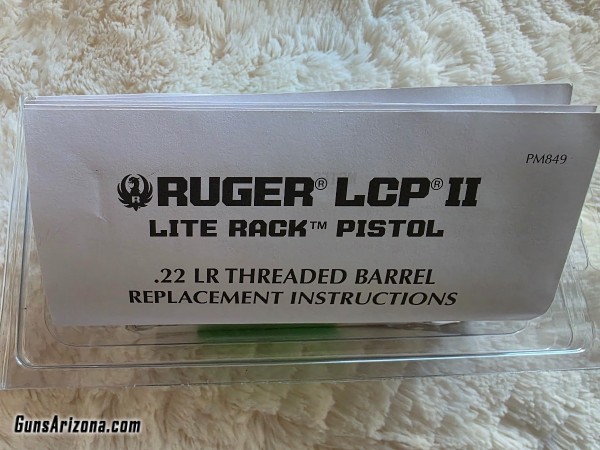 PM849
RUGER® LCP® II
LITE RACK™ PISTOL
.22 LR THREADED BARREL
REPLACEMENT INSTRUCTIONS
GunsArizona.com